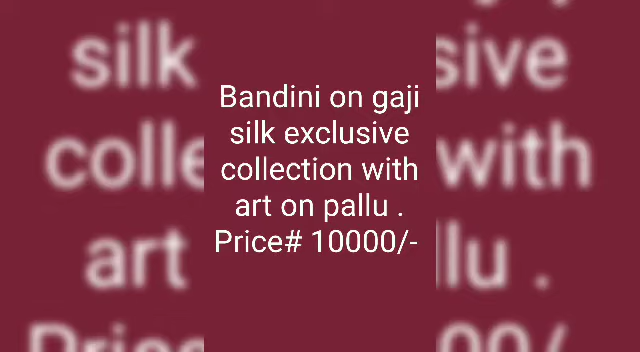 Bandini on gaji
silk exclusive
collection with
art on pallu .
Price# 10000/-